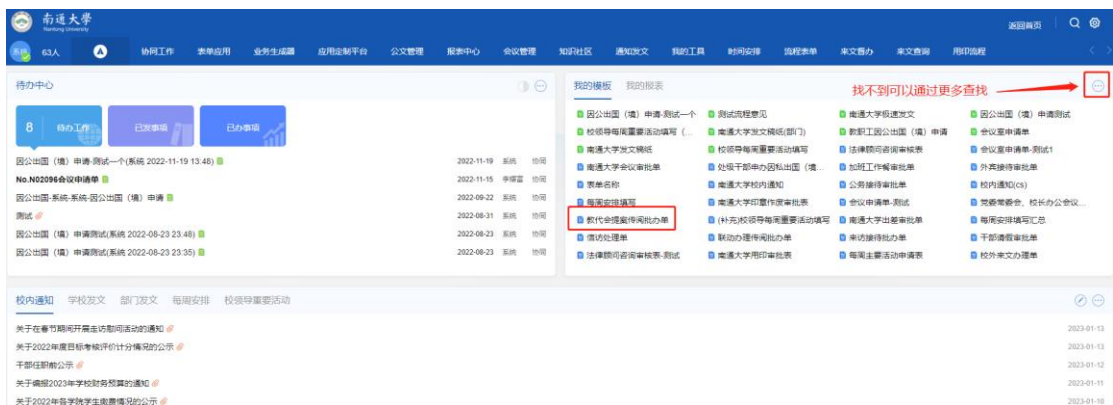 南通大学
Nantong University
返回首页
系统
63人
A
协同工作
表单应用
业务生成器
应用定制平台
公文管理
报表中心
会议管理
知识社区
通知发文
我的工具
时间安排
流程表单
来文督办
来文查询
用印流程
待办中心
8 待办工作
已发事项
已办事项
因公出国（境）申请-测试一个(系统 2022-11-19 13:48) 2022-11-19 系统 协同
No.N02096会议申请单 2022-11-15 李熠富 协同
因公出国-系统-系统-因公出国（境）申请 2022-09-22 系统 协同
测试 2022-08-31 系统 协同
因公出国（境）申请测试(系统 2022-08-23 23:48) 2022-08-23 系统 协同
因公出国（境）申请测试(系统 2022-08-23 23:35) 2022-08-23 系统 协同
我的模板 我的报表
找不到可以通过更多查找
因公出国（境）申请-测试一个 测试流程意见 南通大学极速发文 因公出国（境）申请测试
校领导每周重要活动填写（... 南通大学发文稿纸(部门) 教职工因公出国（境）申请 会议室申请单
南通大学发文稿纸 校领导每周重要活动填写 法律顾问咨询审核表 会议室申请单-测试1
南通大学会议审批单 处级干部申办因私出国（境... 加班工作餐审批单 外宾接待审批单
表单名称 南通大学校内通知 公务接待审批单 校内通知(cs)
每周安排填写 南通大学印章作废审批表 会议申请单-测试 党委常委会，校长办公会议...
教代会提案传阅批办单 (补充)校领导每周重要活动填写 南通大学出差审批单 每周安排填写汇总
信访处理单 联动办理传阅批办单 来访接待批办单 干部请假审批单
法律顾问咨询审核表-测试 南通大学用印审批表 每周主要活动申请表 校外来文办理单
校内通知 学校发文 部门发文 每周安排 校领导重要活动
关于在春节期间开展走访慰问活动的通知 2023-01-13
关于2022年度目标考核评价计分情况的公示 2023-01-13
干部任职前公示 2023-01-12
关于编报2023年学校财务预算的通知 2023-01-11
关于2022年各学院学生缴费情况的公示 2023-01-10